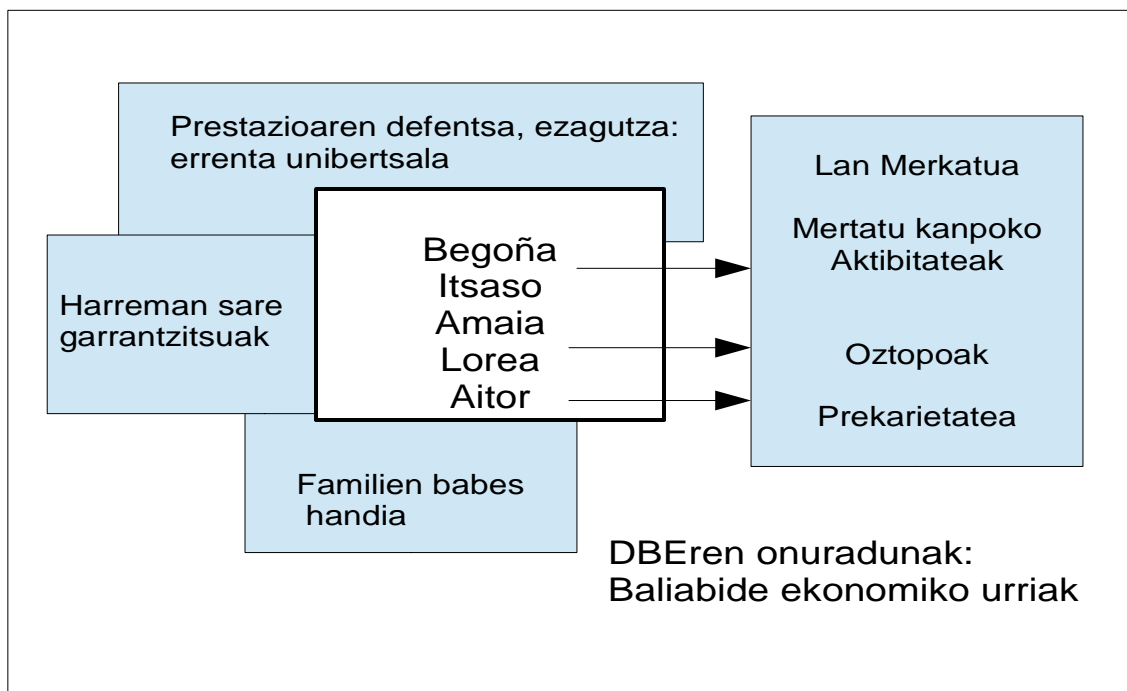 Prestazioaren defentsa, ezagutza:
errenta unibertsala
Harreman sare
garrantzitsuak
Begoña
Itsaso
Amaia
Lorea
Aitor
Familien babes
handia
Lan Merkatua
Mertatu kanpoko
Aktibitateak
Oztopoak
Prekarietatea
DBEren onuradunak:
Baliabide ekonomiko urriak